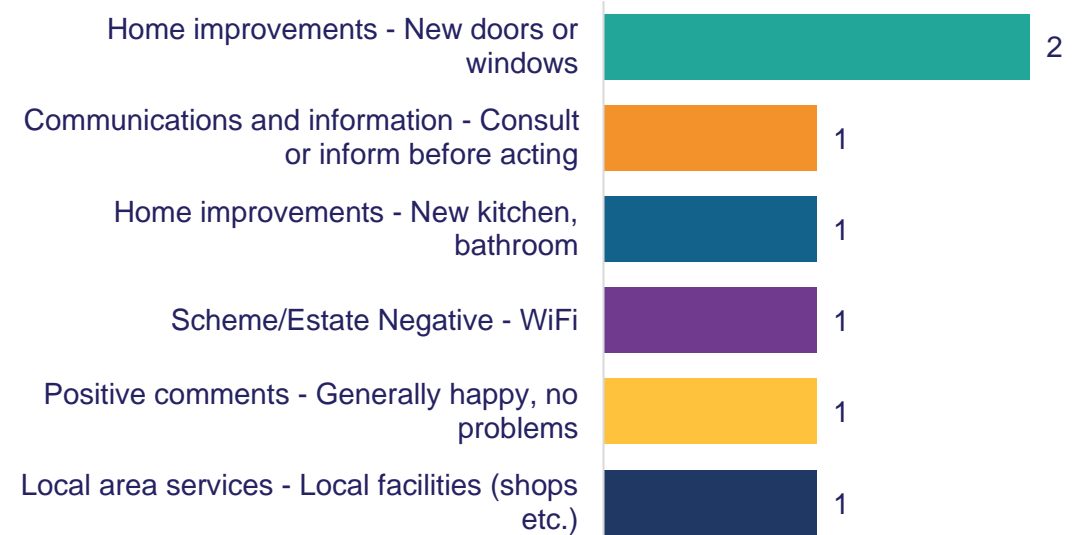 Home improvements - New doors or
windows
2
Communications and information - Consult
or inform before acting
1
Home improvements - New kitchen,
bathroom
1
Scheme/Estate Negative - WiFi
1
Positive comments - Generally happy, no
problems
1
Local area services - Local facilities (shops
etc.)
1